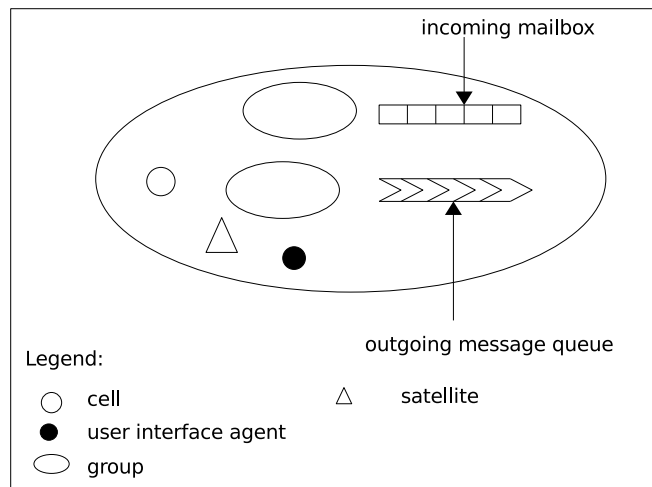 incoming mailbox
outgoing message queue
Legend:
cell
satellite
user interface agent
group